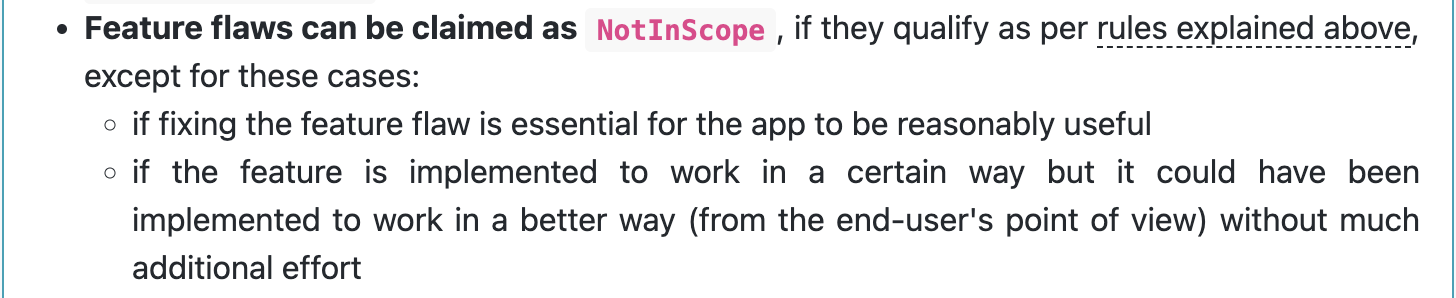 • Feature flaws can be claimed as NotInScope , if they qualify as per rules explained above,
except for these cases:
◦ if fixing the feature flaw is essential for the app to be reasonably useful
◦ if the feature is implemented to work in a certain way but it could have been
implemented to work in a better way (from the end-user's point of view) without much
additional effort